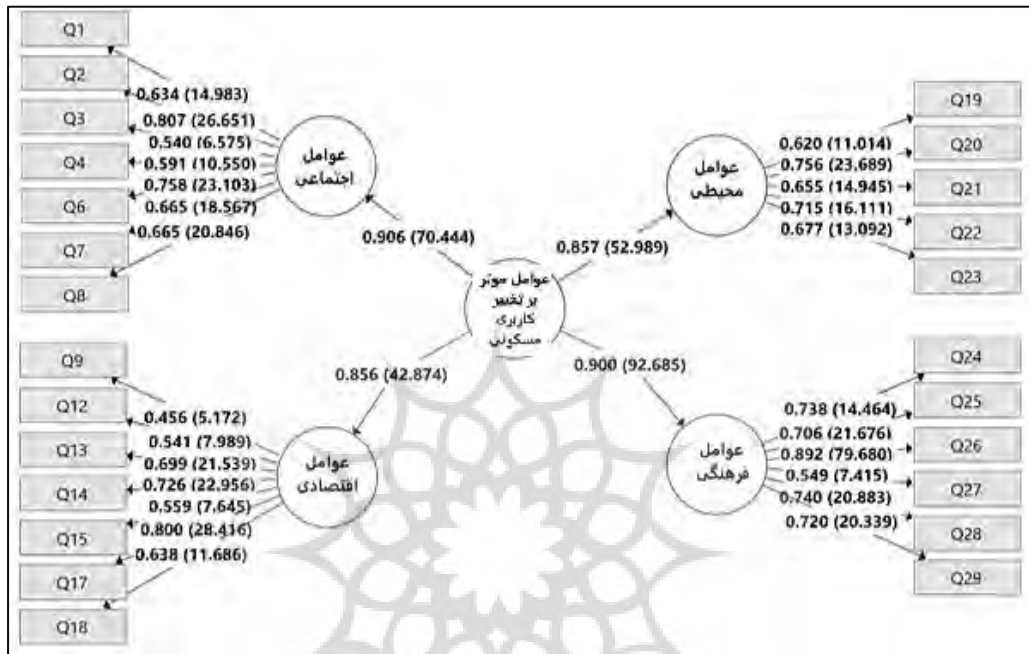 Q1
Q2
Q3
Q4
Q6
Q7
Q8
0.634 (14.983)
0.807 (26.651)
0.540 (6.575)
0.591 (10.550)
0.758 (23.103)
0.665 (18.567)
0.665 (20.846)
عوامل
اجتماعی
0.906 (70.444)
Q19
Q20
Q21
Q22
Q23
0.620 (11.014)
0.756 (23.689)
0.655 (14.945)
0.715 (16.111)
0.677 (13.092)
عوامل
محیطی
0.857 (52.989)
عوامل موثر
بر تغییر
کاربری
مسکونی
Q9
Q12
Q13
Q14
Q15
Q17
Q18
0.456 (5.172)
0.541 (7.989)
0.699 (21.539)
0.726 (22.956)
0.559 (7.645)
0.800 (28.416)
0.638 (11.686)
عوامل
اقتصادی
0.856 (42.874)
Q24
Q25
Q26
Q27
Q28
Q29
0.738 (14.464)
0.706 (21.676)
0.892 (79.680)
0.549 (7.415)
0.740 (20.883)
0.720 (20.339)
عوامل
فرهنگی
0.900 (92.685)